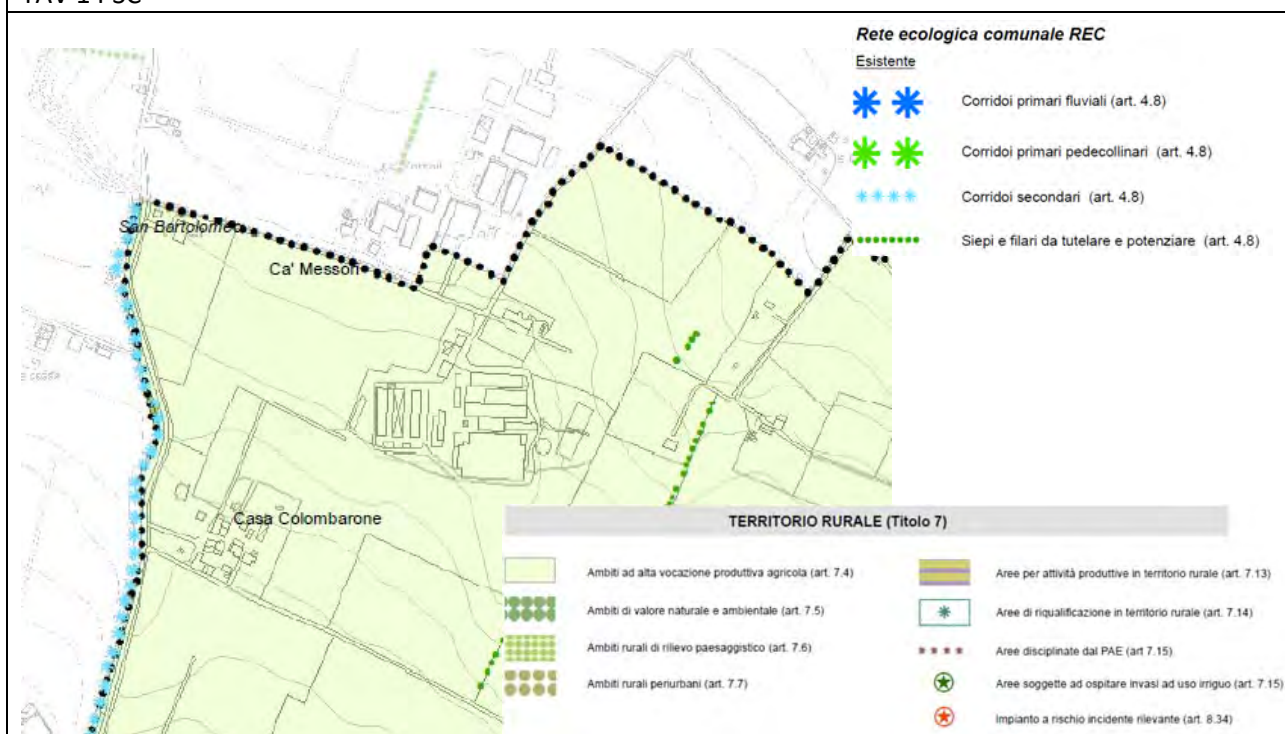 Rete ecologica comunale REC
Esistente
Corridoi primari fluviali (art. 4.8)
Corridoi primari pedecollinari (art. 4.8)
Corridoi secondari (art. 4.8)
Siepi e filari da tutelare e potenziare (art. 4.8)
San Bartolomeo
Ca' Messori
Casa Colombarone
TERRITORIO RURALE (Titolo 7)
Ambiti ad alta vocazione produttiva agricola (art. 7.4)
Ambiti di valore naturale e ambientale (art. 7.5)
Ambiti rurali di rilievo paesaggistico (art. 7.6)
Ambiti rurali periurbani (art. 7.7)
Aree per attività produttive in territorio rurale (art. 7.13)
Aree di riqualificazione in territorio rurale (art. 7.14)
Aree disciplinate dal PAE (art 7.15)
Aree soggette ad ospitare invasi ad uso irriguo (art. 7.15)
Impianto a rischio incidente rilevante (art. 8.34)